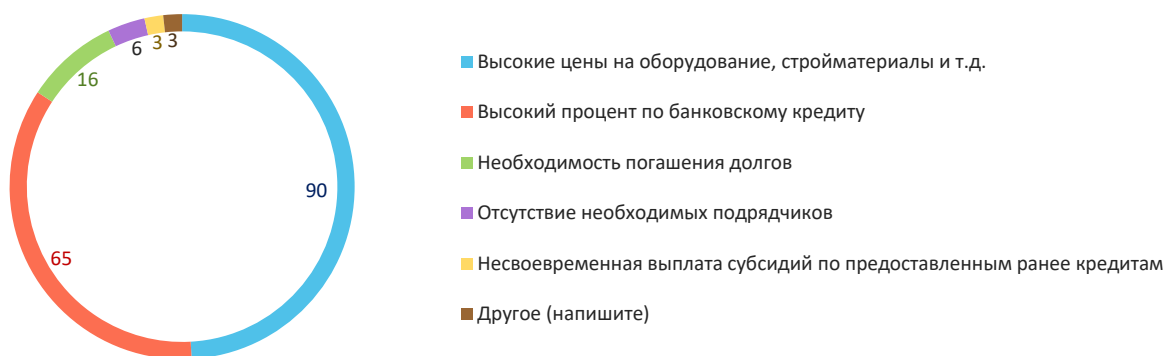 6
3
3
16
90
65
Высокие цены на оборудование, стройматериалы и т.д.
Высокий процент по банковскому кредиту
Необходимость погашения долгов
Отсутствие необходимых подрядчиков
Несвоевременная выплата субсидий по предоставленным ранее кредитам
Другое (напишите)